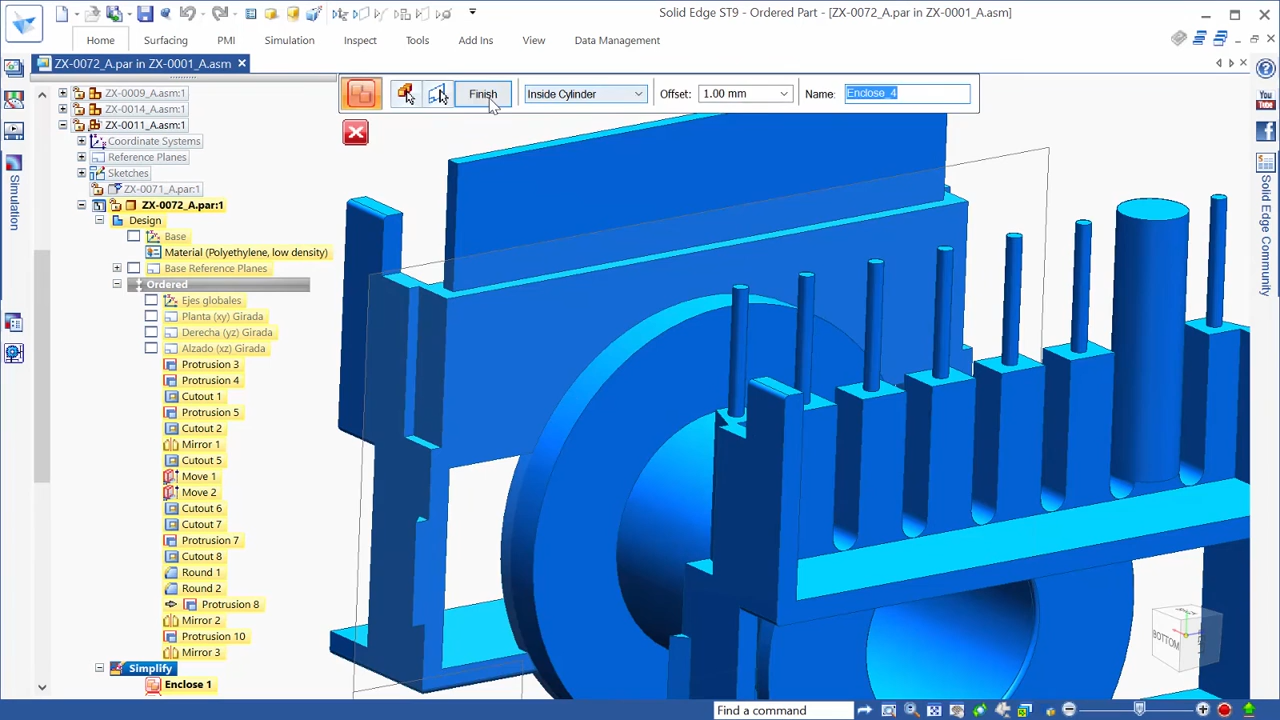 Solid Edge ST9 - Ordered Part - [ZX-0072_A.par in ZX-0001_A.asm]
Home Surfacing PMI Simulation Inspect Tools Add Ins View Data Management
ZX-0072_A.par in ZX-0001_A.asm
Finish Inside Cylinder Offset: 1.00 mm Name: Enclose_4
ZX-0009_A.asm:1
ZX-0014_A.asm:1
ZX-0011_A.asm:1
Coordinate Systems
Reference Planes
Sketches
ZX-0071_A.par:1
ZX-0072_A.par:1
Design
Base
Material (Polyethylene, low density)
Base Reference Planes
Ordered
Ejes globales
Planta (xy) Girada
Derecha (yz) Girada
Alzado (xz) Girada
Protrusion 3
Protrusion 4
Cutout 1
Protrusion 5
Cutout 2
Mirror 1
Cutout 5
Move 1
Move 2
Cutout 6
Cutout 7
Protrusion 7
Cutout 8
Round 1
Round 2
Protrusion 8
Mirror 2
Protrusion 10
Mirror 3
Simplify
Enclose 1
Simulation
You
Tube
Solid Edge Community
BOTTOM
Find a command